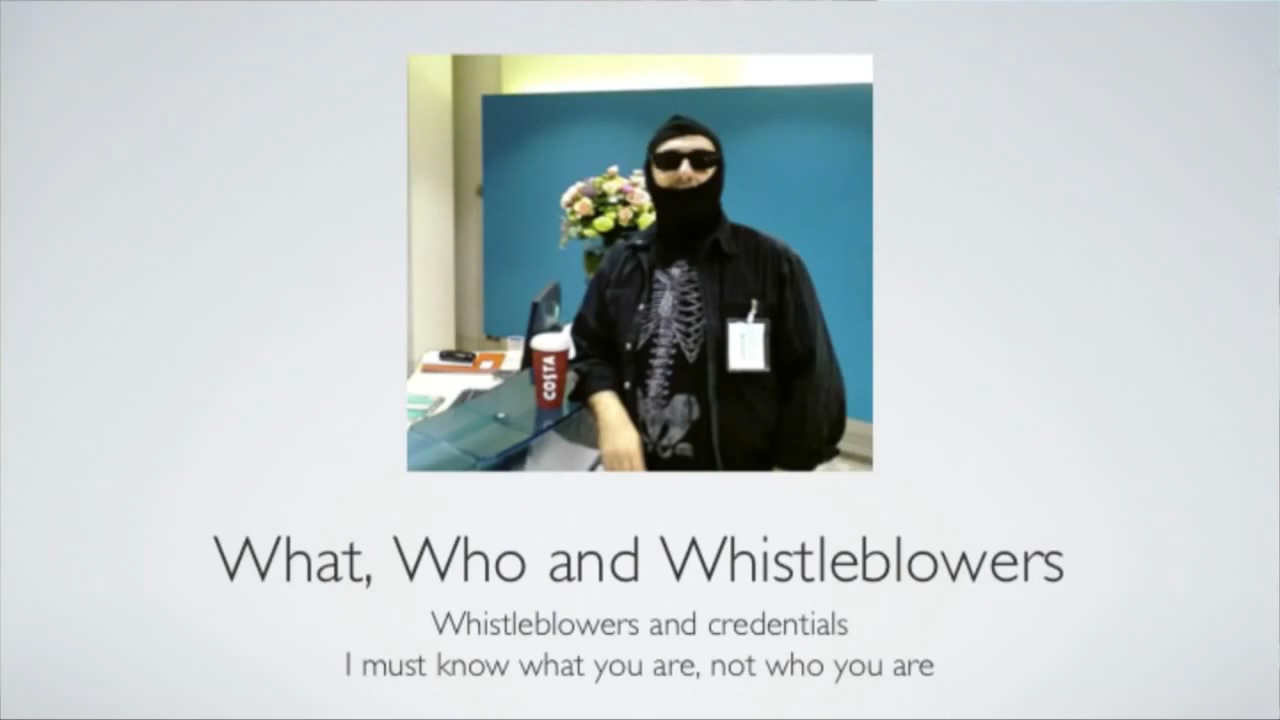 COSTA
What, Who and Whistleblowers
Whistleblowers and credentials
I must know what you are, not who you are